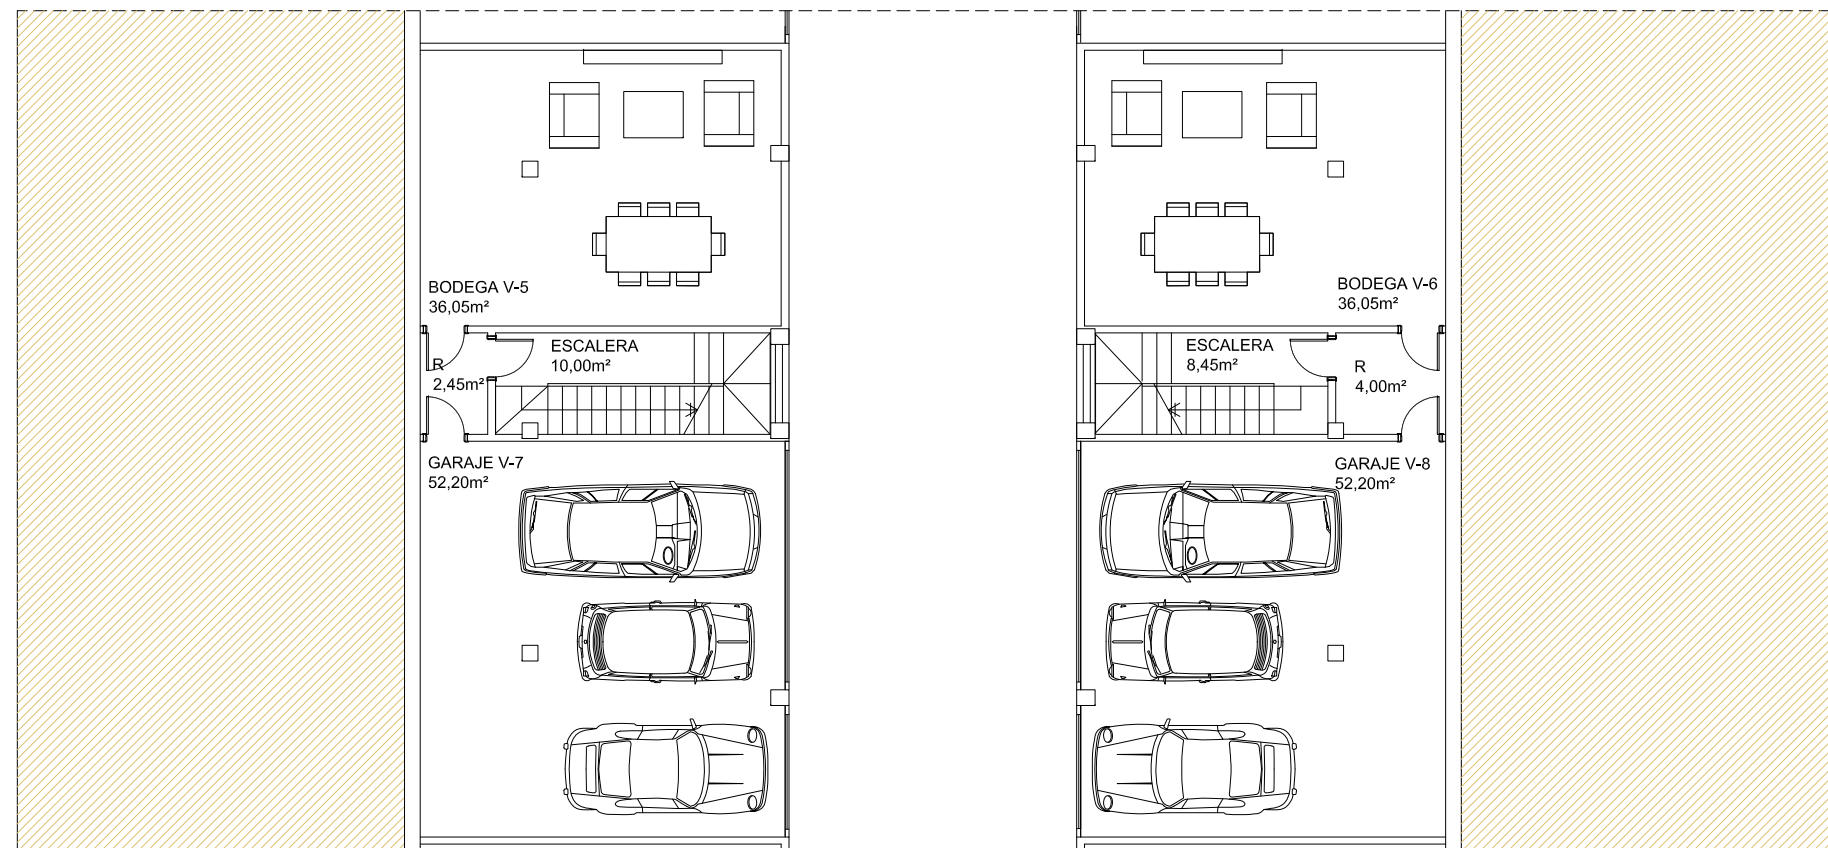 BODEGA V-5
36,05m²
ESCALERA
10,00m²
R
2,45m²
GARAJE V-7
52,20m²
BODEGA V-6
36,05m²
ESCALERA
8,45m²
R
4,00m²
GARAJE V-8
52,20m²